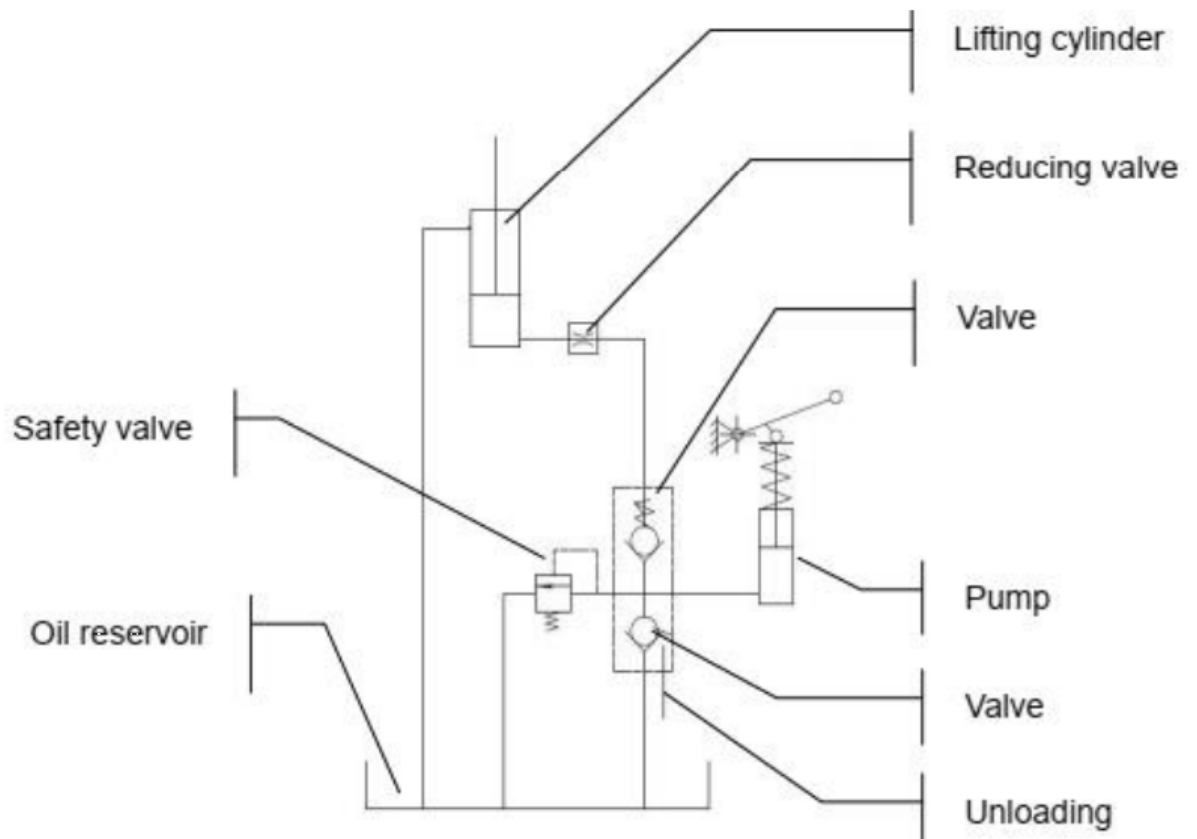 Lifting cylinder
Reducing valve
Valve
Safety valve
Pump
Oil reservoir
Valve
Unloading